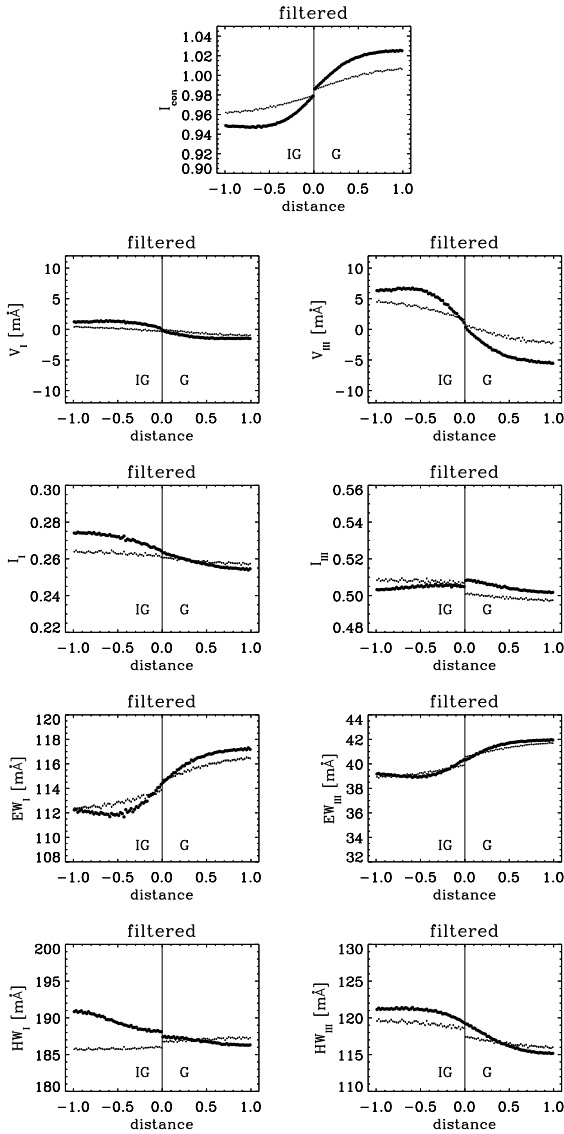 filtered
1.04
1.02
1.00
0.98
0.96
0.94
0.92
0.90
I_con
IG G
−1.0 −0.5 0.0 0.5 1.0
distance
filtered filtered
10 10
5 5
0 0
−5 −5
−10 −10
V_I [mÅ] V_III [mÅ]
IG G IG G
−1.0 −0.5 0.0 0.5 1.0 −1.0 −0.5 0.0 0.5 1.0
distance distance
filtered filtered
0.30 0.56
0.28 0.54
0.26 0.52
0.24 0.50
0.22 0.48
I_I I_III
IG G IG G
−1.0 −0.5 0.0 0.5 1.0 −1.0 −0.5 0.0 0.5 1.0
distance distance
filtered filtered
120 44
118 42
116 40
114 38
112 36
110 34
108 32
EW_I [mÅ] EW_III [mÅ]
IG G IG G
−1.0 −0.5 0.0 0.5 1.0 −1.0 −0.5 0.0 0.5 1.0
distance distance
filtered filtered
200 130
195 125
190 120
185 115
180 110
HW_I [mÅ] HW_III [mÅ]
IG G IG G
−1.0 −0.5 0.0 0.5 1.0 −1.0 −0.5 0.0 0.5 1.0
distance distance